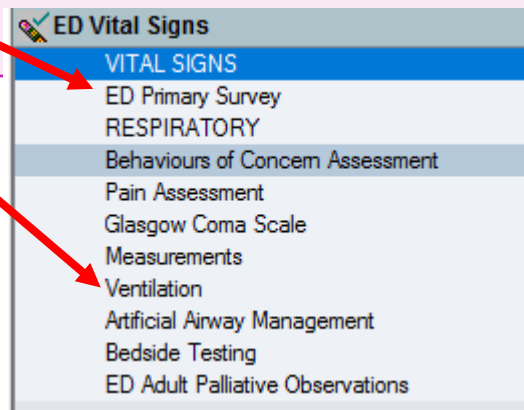 ED Vital Signs
VITAL SIGNS
ED Primary Survey
RESPIRATORY
Behaviours of Concern Assessment
Pain Assessment
Glasgow Coma Scale
Measurements
Ventilation
Artificial Airway Management
Bedside Testing
ED Adult Palliative Observations